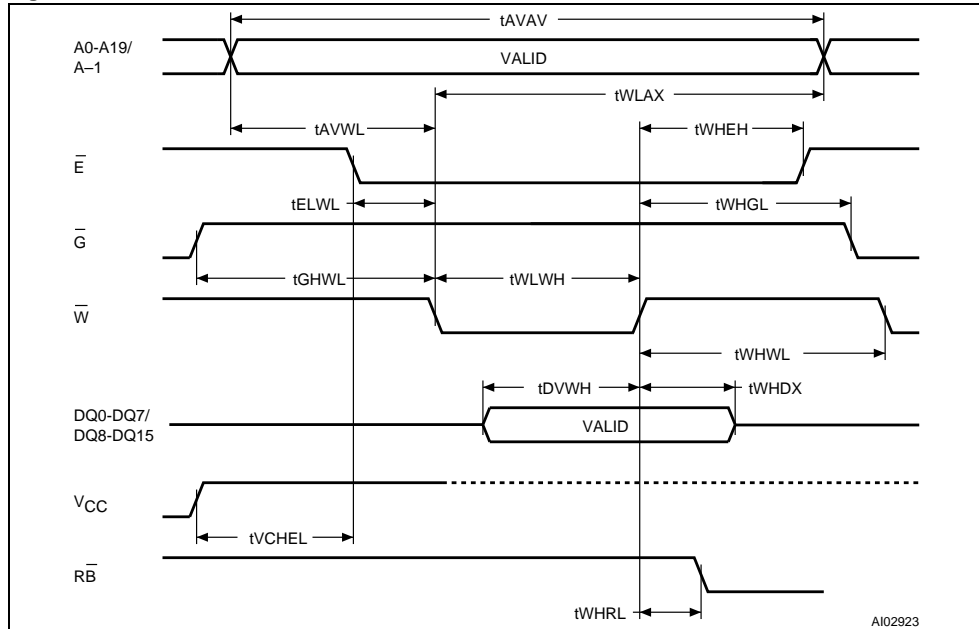 tAVAV
A0-A19/
A–1
VALID
tWLAX
tAVWL
tWHEH
E̅
tELWL
tWHGL
G̅
tGHWL
tWLWH
W̅
tWHWL
tDVWH
tWHDX
DQ0-DQ7/
DQ8-DQ15
VALID
VCC
tVCHEL
RB̅
tWHRL
AI02923